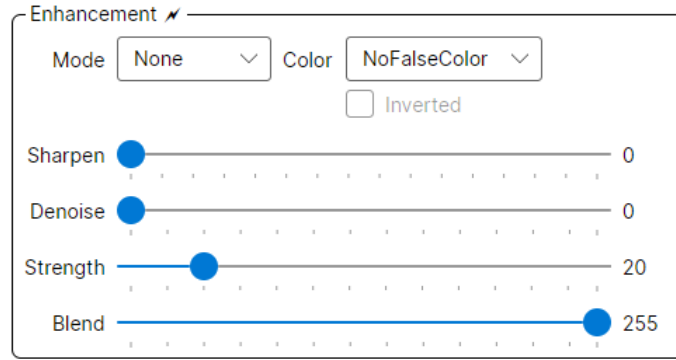 Enhancement
Mode None Color NoFalseColor
Inverted
Sharpen 0
Denoise 0
Strength 20
Blend 255